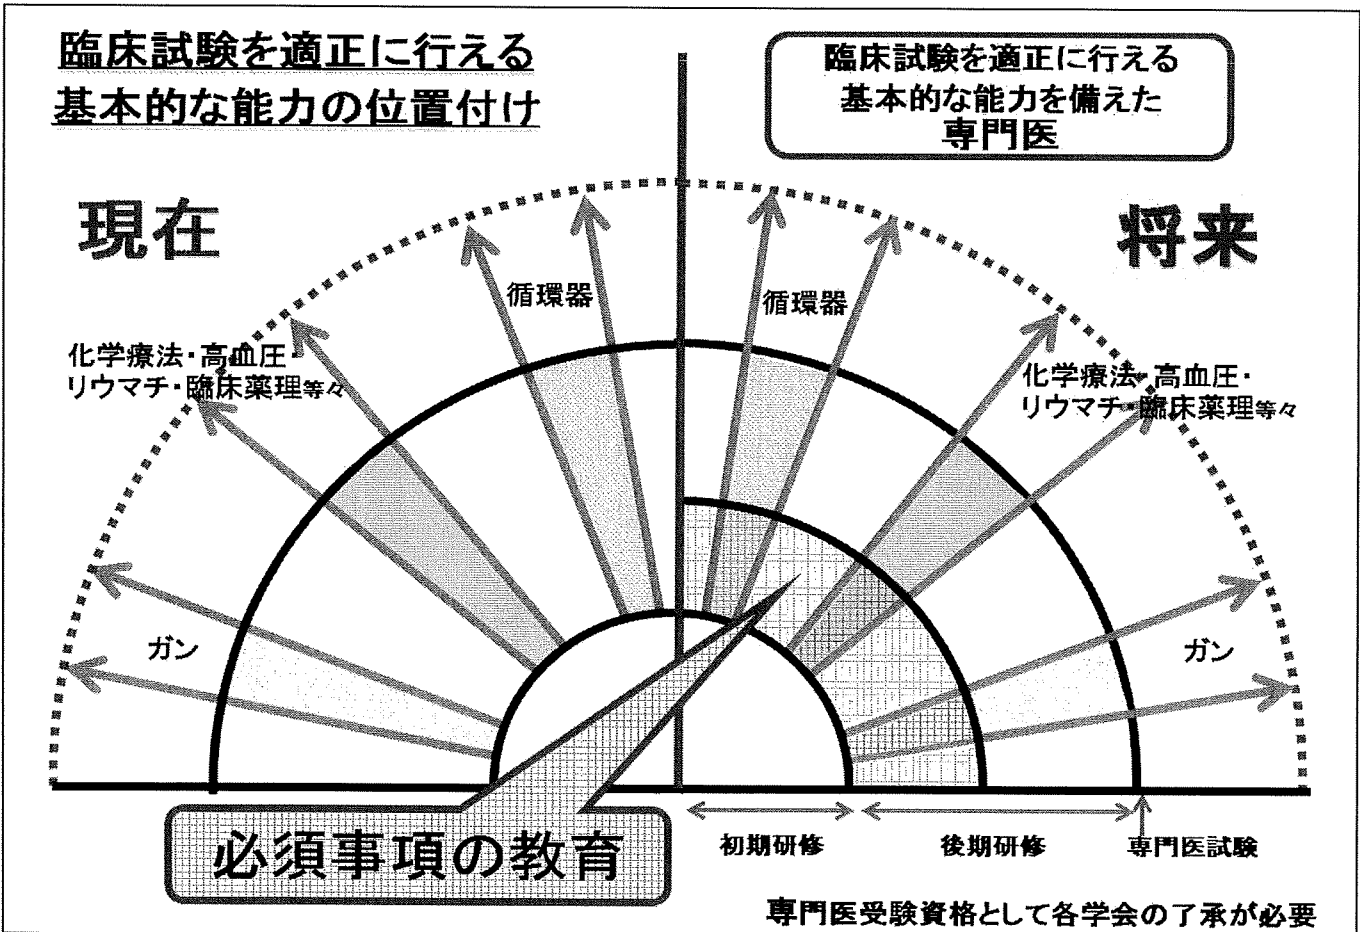 臨床試験を適正に行える
基本的な能力の位置付け
臨床試験を適正に行える
基本的な能力を備えた
専門医
現在
将来
循環器
循環器
化学療法・高血圧・
リウマチ・臨床薬理等々
化学療法・高血圧・
リウマチ・臨床薬理等々
ガン
ガン
必須事項の教育
初期研修
後期研修
専門医試験
専門医受験資格として各学会の了承が必要